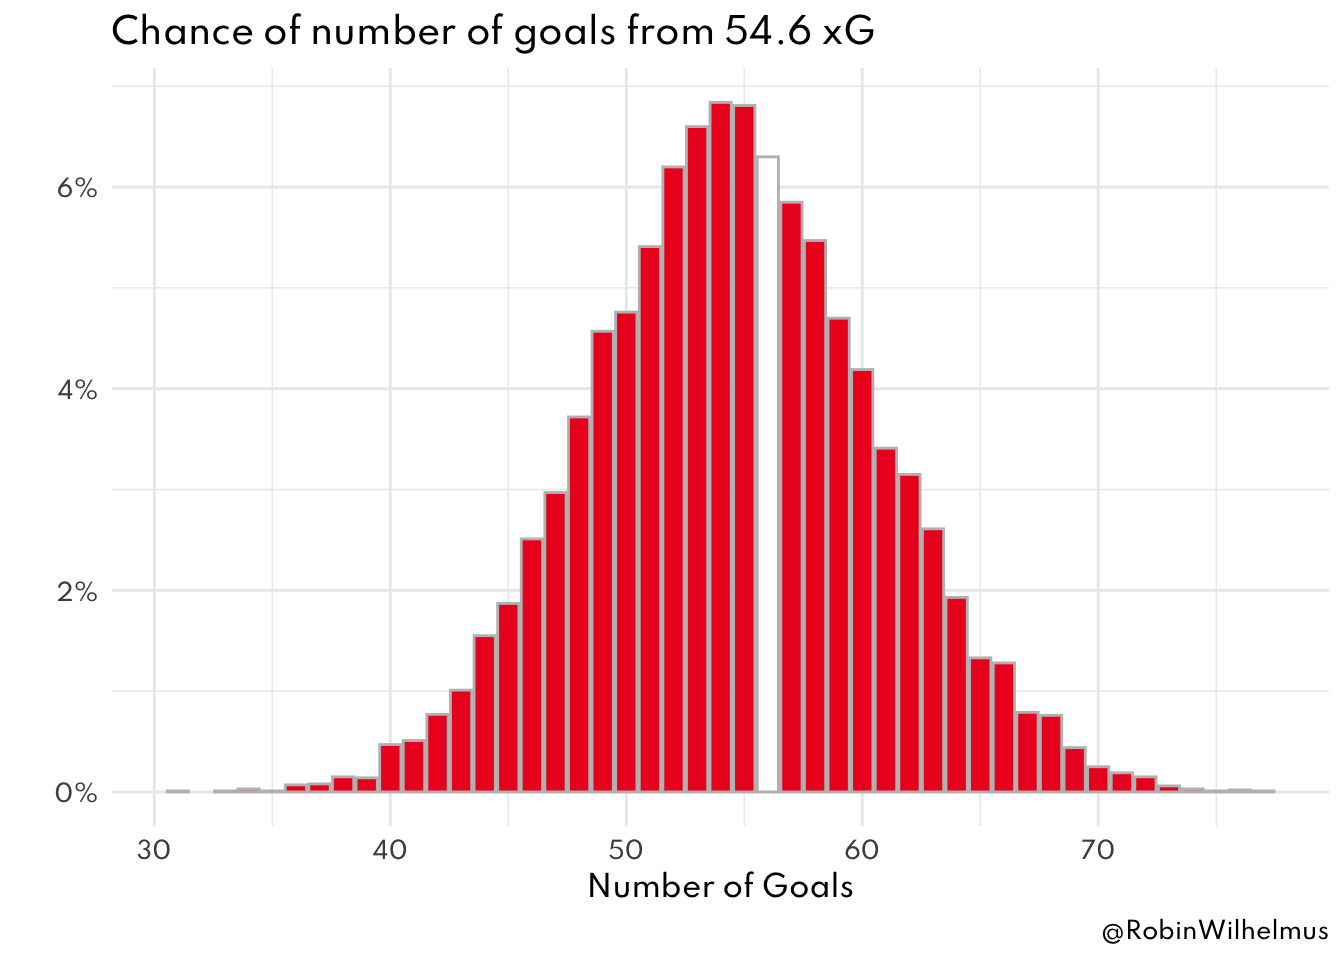 Chance of number of goals from 54.6 xG
6%
4%
2%
0%
30 40 50 60 70
Number of Goals
@RobinWilhelmus